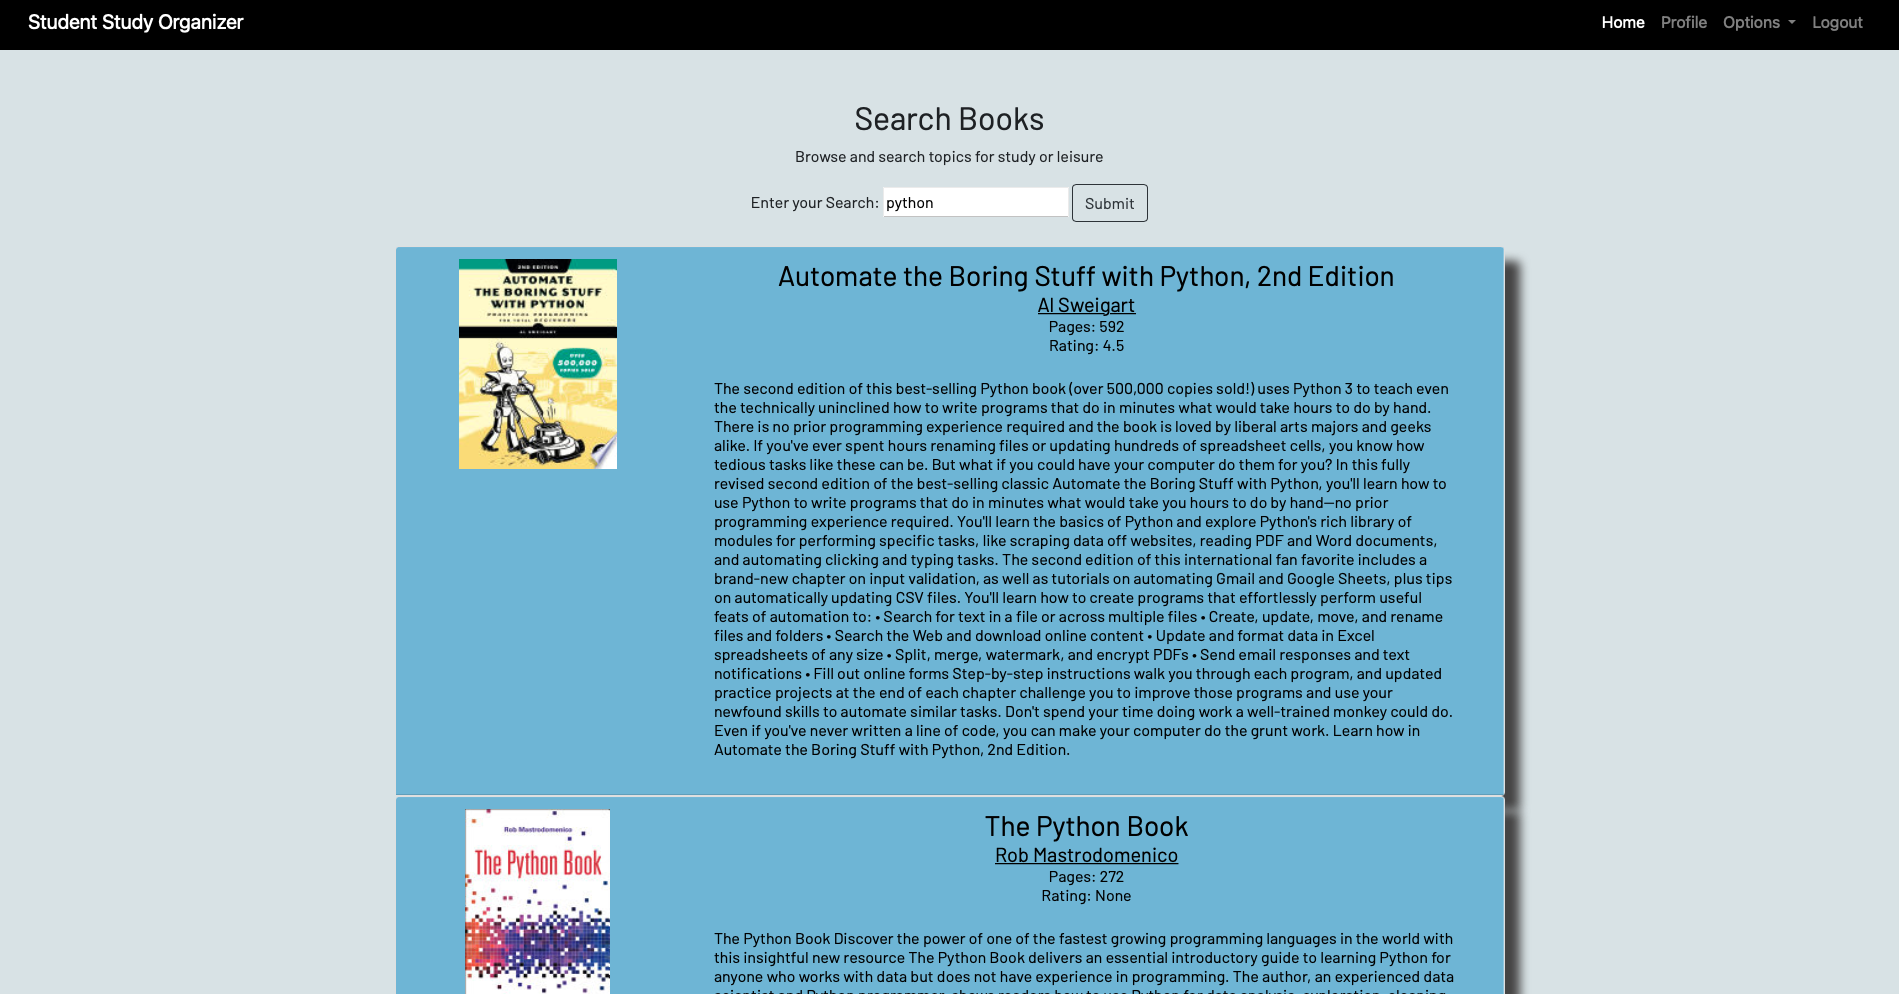 Student Study Organizer
Home Profile Options Logout
Search Books
Browse and search topics for study or leisure
Enter your Search: python Submit
2ND EDITION
AUTOMATE
THE BORING STUFF
WITH PYTHON
PRACTICAL PROGRAMMING
FOR TOTAL BEGINNERS
AL SWEIGART
OVER
500,000
COPIES SOLD
Automate the Boring Stuff with Python, 2nd Edition
Al Sweigart
Pages: 592
Rating: 4.5
The second edition of this best-selling Python book (over 500,000 copies sold!) uses Python 3 to teach even
the technically uninclined how to write programs that do in minutes what would take hours to do by hand.
There is no prior programming experience required and the book is loved by liberal arts majors and geeks
alike. If you've ever spent hours renaming files or updating hundreds of spreadsheet cells, you know how
tedious tasks like these can be. But what if you could have your computer do them for you? In this fully
revised second edition of the best-selling classic Automate the Boring Stuff with Python, you'll learn how to
use Python to write programs that do in minutes what would take you hours to do by hand—no prior
programming experience required. You'll learn the basics of Python and explore Python's rich library of
modules for performing specific tasks, like scraping data off websites, reading PDF and Word documents,
and automating clicking and typing tasks. The second edition of this international fan favorite includes a
brand-new chapter on input validation, as well as tutorials on automating Gmail and Google Sheets, plus tips
on automatically updating CSV files. You'll learn how to create programs that effortlessly perform useful
feats of automation to: • Search for text in a file or across multiple files • Create, update, move, and rename
files and folders • Search the Web and download online content • Update and format data in Excel
spreadsheets of any size • Split, merge, watermark, and encrypt PDFs • Send email responses and text
notifications • Fill out online forms Step-by-step instructions walk you through each program, and updated
practice projects at the end of each chapter challenge you to improve those programs and use your
newfound skills to automate similar tasks. Don't spend your time doing work a well-trained monkey could do.
Even if you've never written a line of code, you can make your computer do the grunt work. Learn how in
Automate the Boring Stuff with Python, 2nd Edition.
Rob Mastrodomenico
The Python Book
The Python Book
Rob Mastrodomenico
Pages: 272
Rating: None
The Python Book Discover the power of one of the fastest growing programming languages in the world with
this insightful new resource The Python Book delivers an essential introductory guide to learning Python for
anyone who works with data but does not have experience in programming. The author, an experienced data